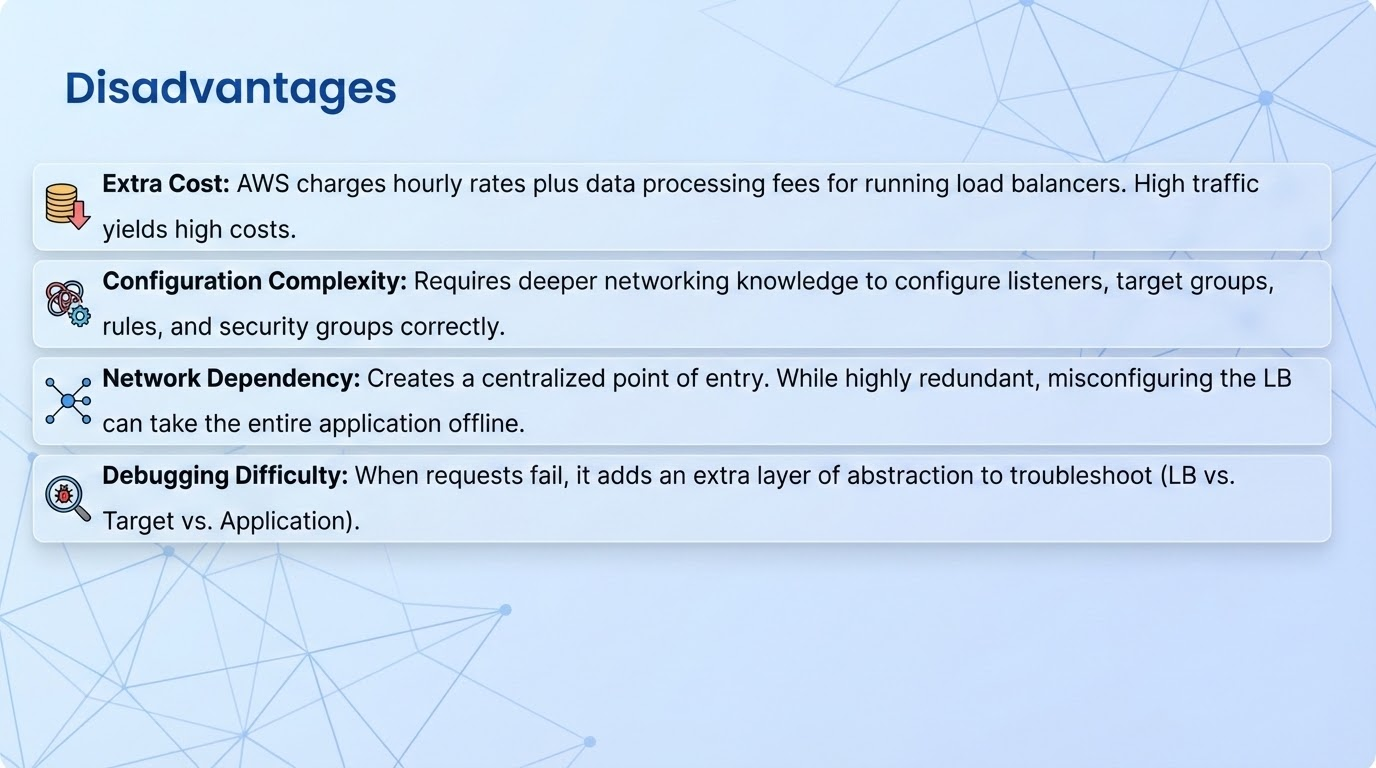 Disadvantages
Extra Cost: AWS charges hourly rates plus data processing fees for running load balancers. High traffic
yields high costs.
Configuration Complexity: Requires deeper networking knowledge to configure listeners, target groups,
rules, and security groups correctly.
Network Dependency: Creates a centralized point of entry. While highly redundant, misconfiguring the LB
can take the entire application offline.
Debugging Difficulty: When requests fail, it adds an extra layer of abstraction to troubleshoot (LB vs.
Target vs. Application).